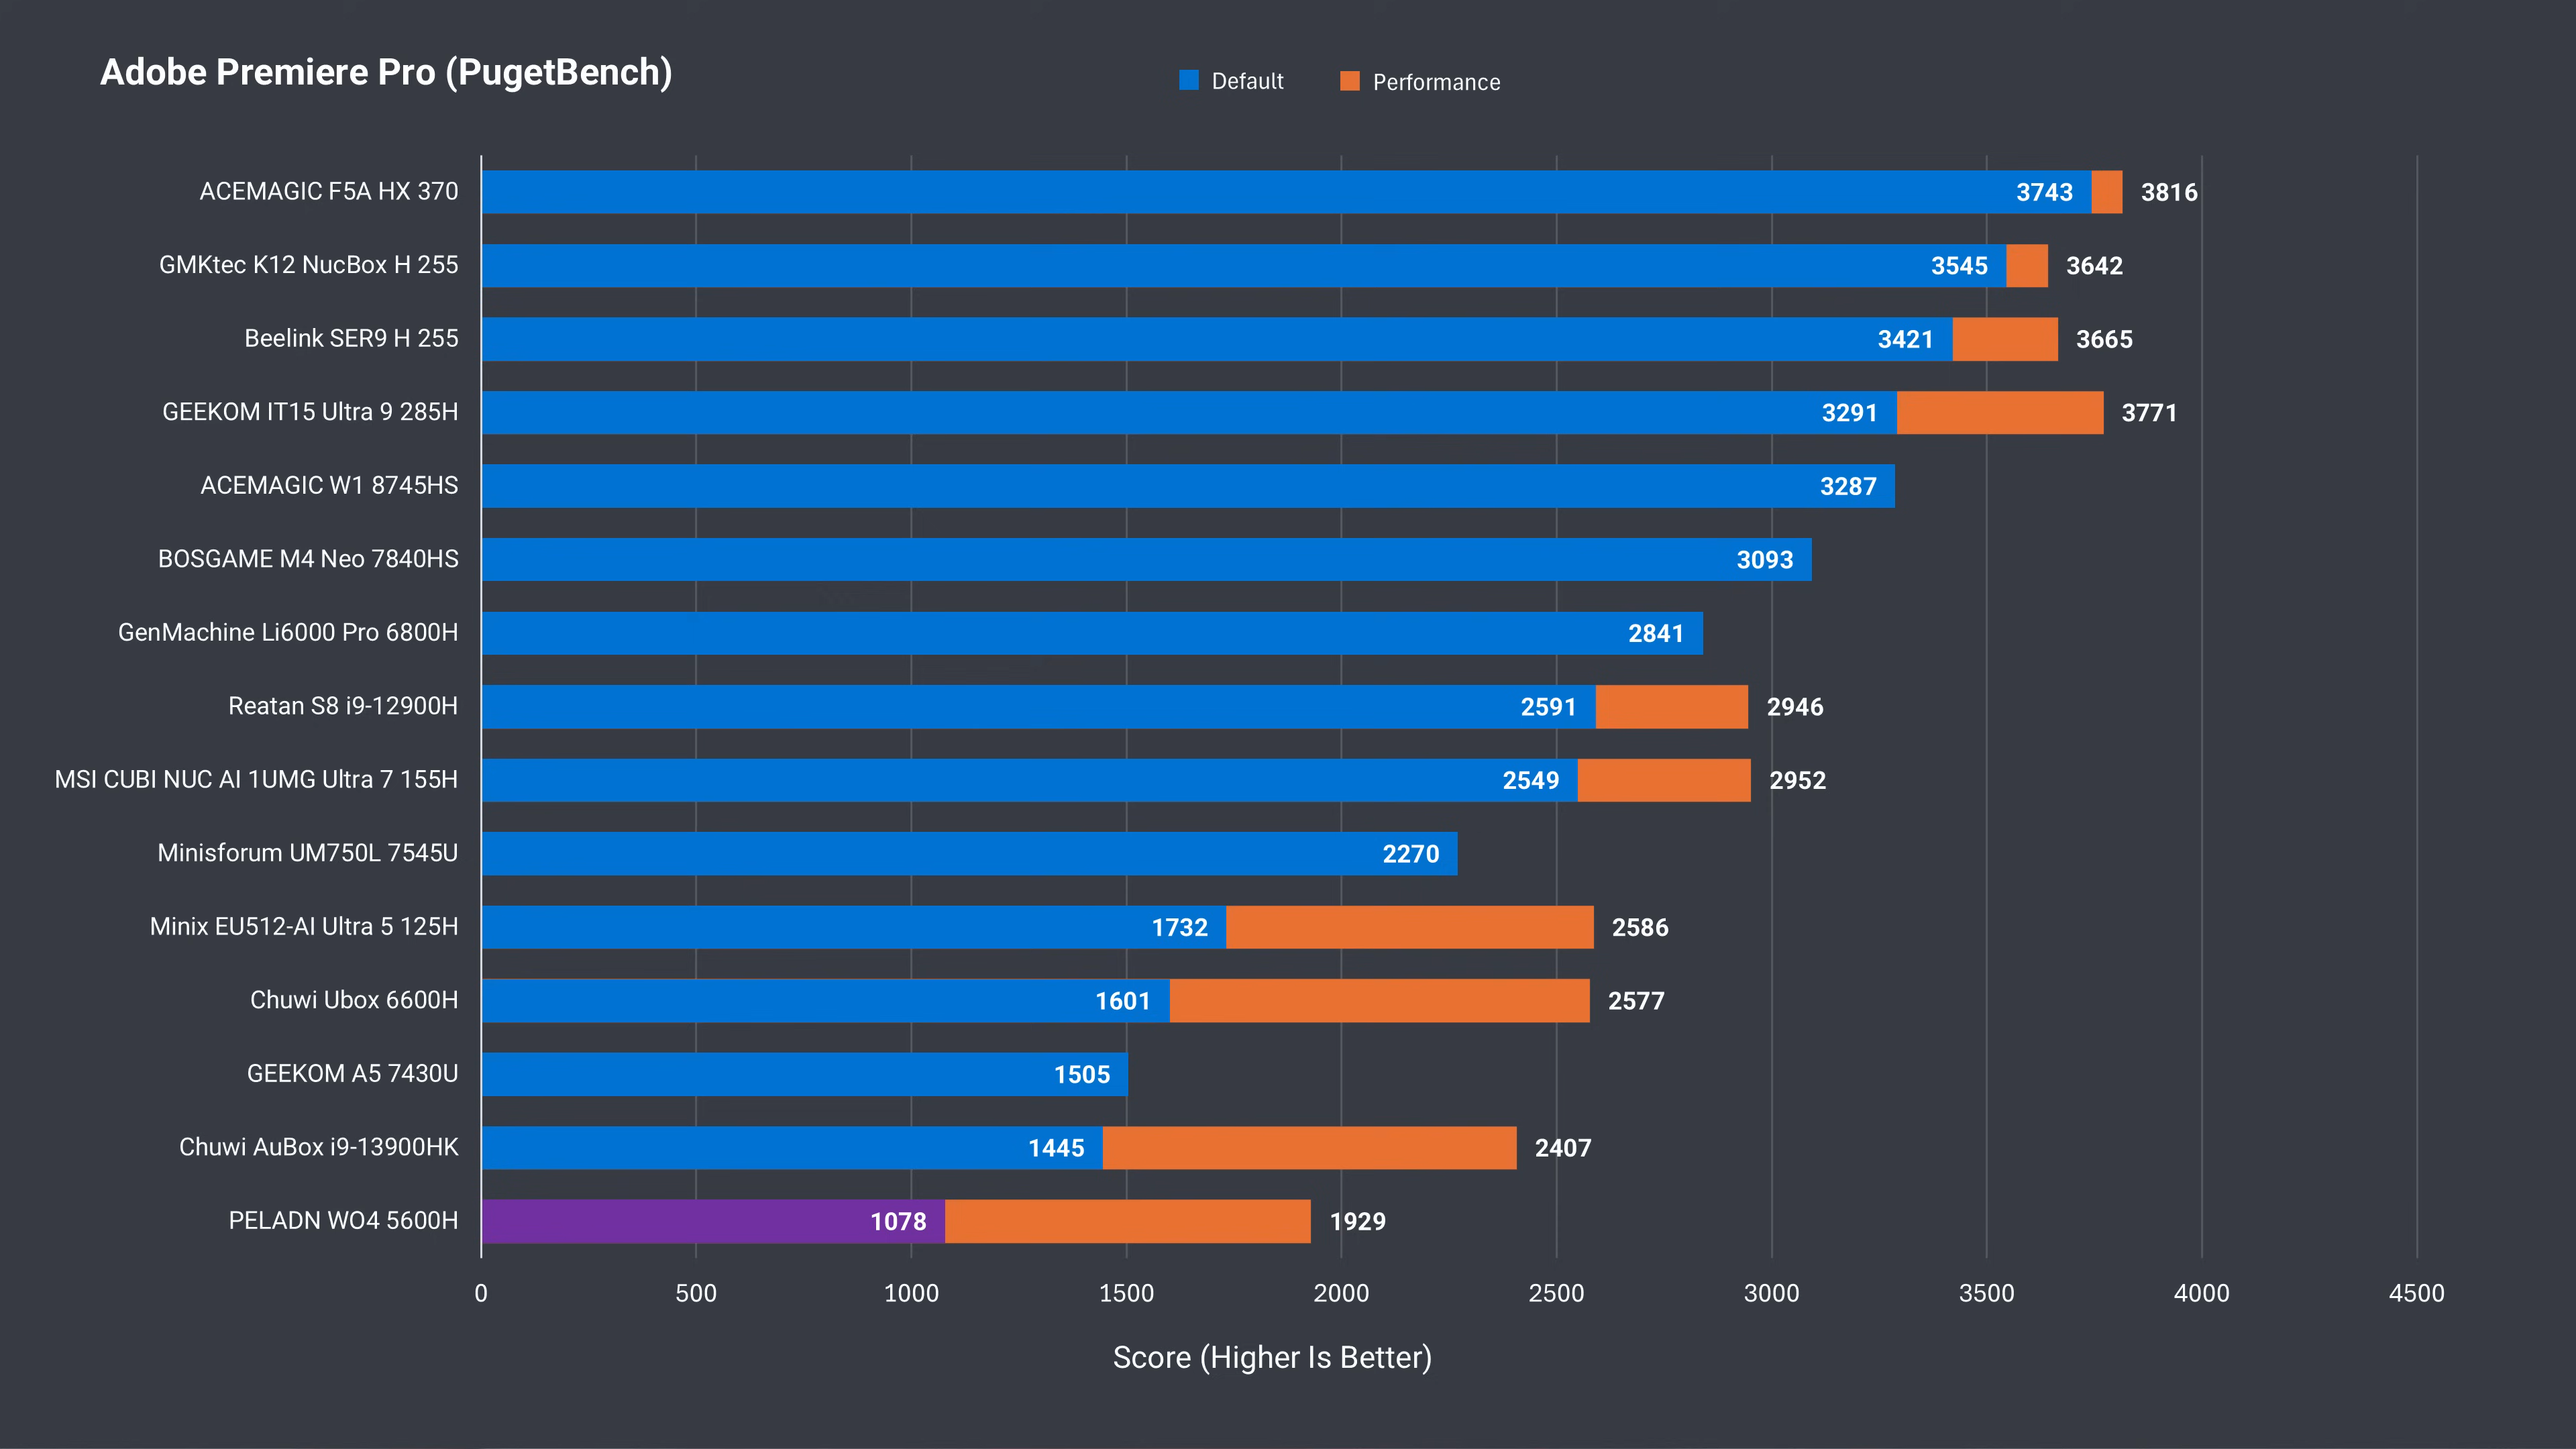 Adobe Premiere Pro (PugetBench)
Default Performance
ACEMAGIC F5A HX 370 3743 3816
GMKtec K12 NucBox H 255 3545 3642
Beelink SER9 H 255 3421 3665
GEEKOM IT15 Ultra 9 285H 3291 3771
ACEMAGIC W1 8745HS 3287
BOSGAME M4 Neo 7840HS 3093
GenMachine Li6000 Pro 6800H 2841
Reatan S8 i9-12900H 2591 2946
MSI CUBI NUC AI 1UMG Ultra 7 155H 2549 2952
Minisforum UM750L 7545U 2270
Minix EU512-AI Ultra 5 125H 1732 2586
Chuwi Ubox 6600H 1601 2577
GEEKOM A5 7430U 1505
Chuwi AuBox i9-13900HK 1445 2407
PELADN WO4 5600H 1078 1929
0 500 1000 1500 2000 2500 3000 3500 4000 4500
Score (Higher Is Better)